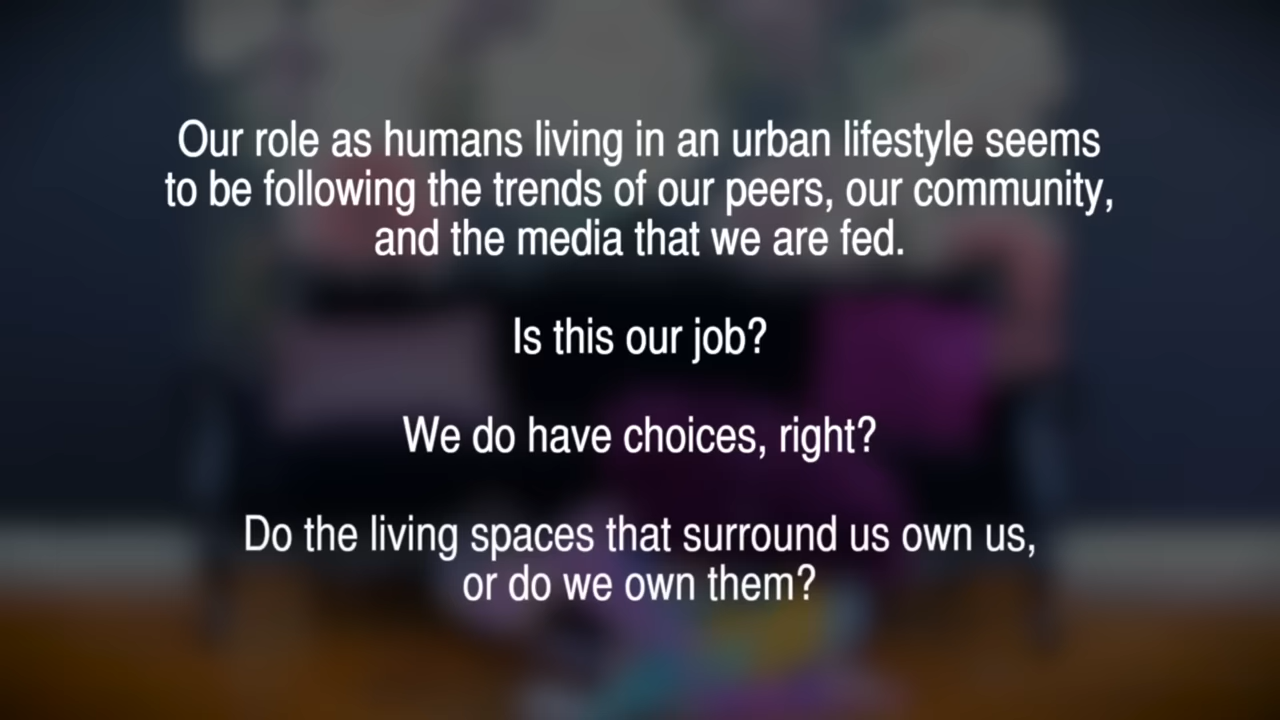 Our role as humans living in an urban lifestyle seems
to be following the trends of our peers, our community,
and the media that we are fed.
Is this our job?
We do have choices, right?
Do the living spaces that surround us own us,
or do we own them?